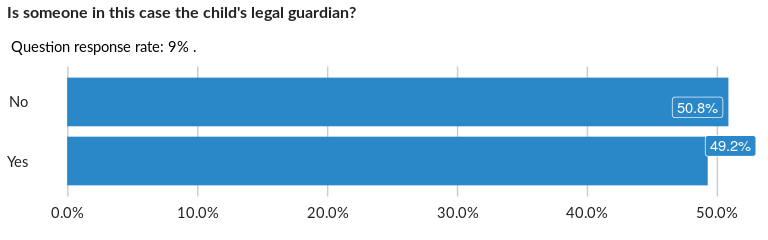 Is someone in this case the child's legal guardian?
Question response rate: 9% .
No
50.8%
Yes
49.2%
0.0% 10.0% 20.0% 30.0% 40.0% 50.0%